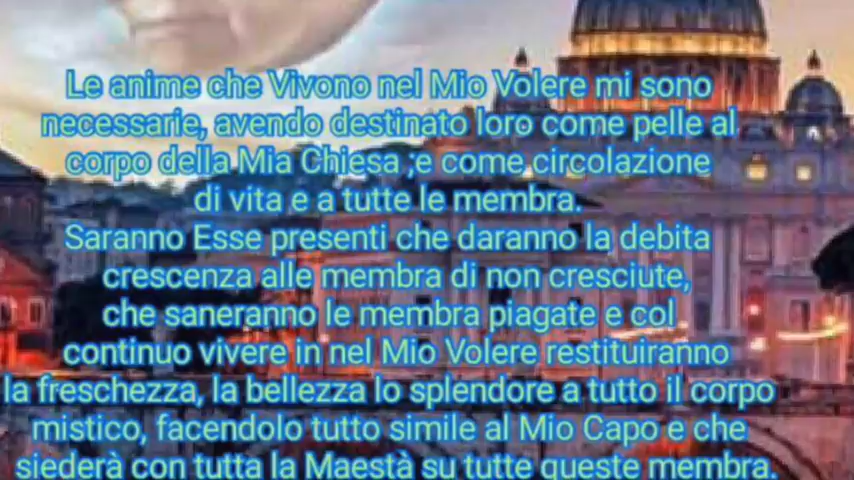 Le anime che Vivono nel Mio Volere mi sono
necessarie, avendo destinato loro come pelle al
corpo della Mia Chiesa ;e come circolazione
di vita e a tutte le membra.
Saranno Esse presenti che daranno la debita
crescenza alle membra di non cresciute,
che saneranno le membra piagate e col
continuo vivere in nel Mio Volere restituiranno
la freschezza, la bellezza lo splendore a tutto il corpo
mistico, facendolo tutto simile al Mio Capo e che
siederà con tutta la Maestà su tutte queste membra.